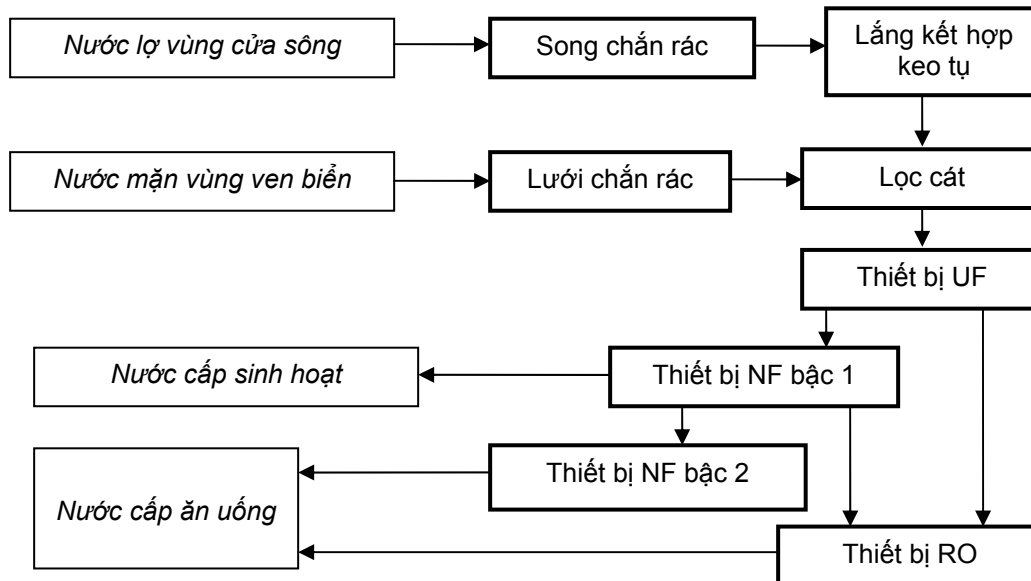 Nước lợ vùng cửa sông
Song chắn rác
Lắng kết hợp
keo tụ
Nước mặn vùng ven biển
Lưới chắn rác
Lọc cát
Thiết bị UF
Nước cấp sinh hoạt
Thiết bị NF bậc 1
Thiết bị NF bậc 2
Nước cấp ăn uống
Thiết bị RO